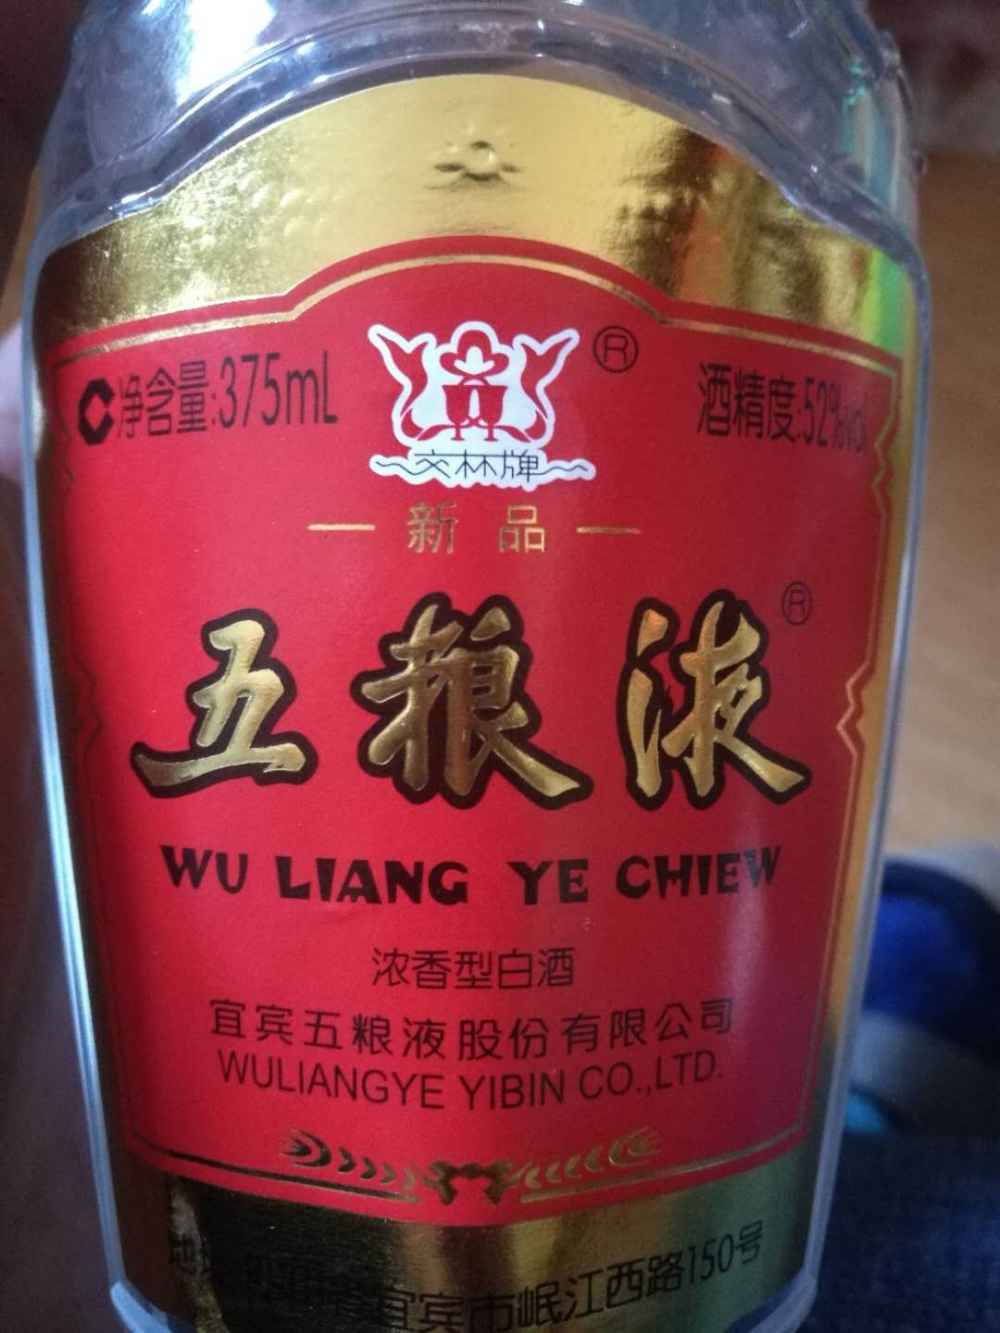 净含量:375mL
酒精度:52%vol
®
交杯牌
新品
五粮液®
WU LIANG YE CHIEW
浓香型白酒
宜宾五粮液股份有限公司
WULIANGYE YIBIN CO.,LTD.
宜宾市岷江西路150号